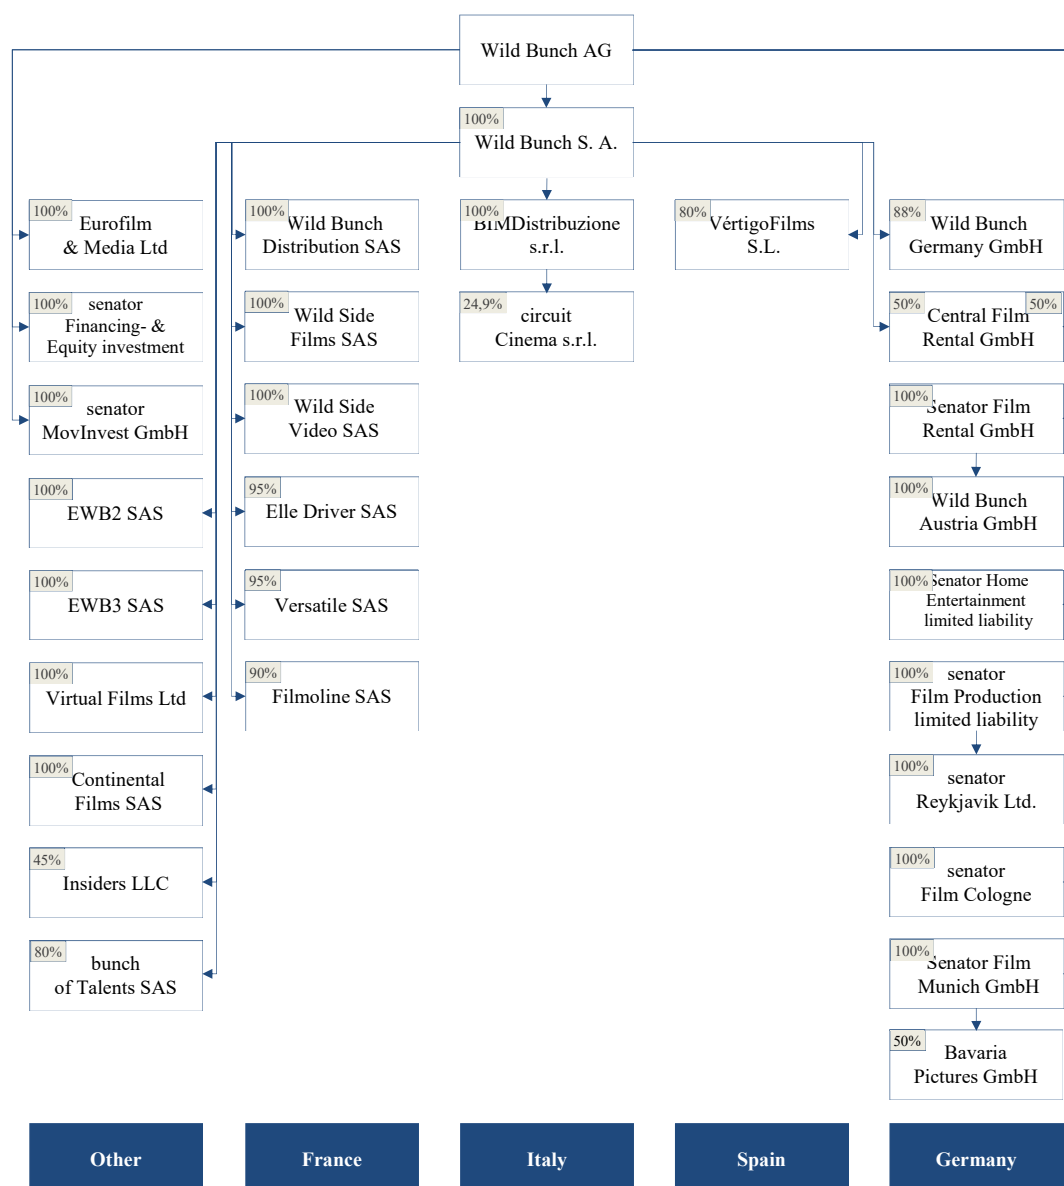 Wild Bunch AG
100%
Wild Bunch S. A.
100%
Eurofilm
& Media Ltd
100%
Wild Bunch
Distribution SAS
100%
BIMDistribuzione
s.r.l.
80%
VértigoFilms
S.L.
88%
Wild Bunch
Germany GmbH
100%
senator
Financing- &
Equity investment
100%
Wild Side
Films SAS
24,9%
circuit
Cinema s.r.l.
50%
50%
Central Film
Rental GmbH
100%
senator
MovInvest GmbH
100%
Wild Side
Video SAS
100%
Senator Film
Rental GmbH
100%
EWB2 SAS
95%
Elle Driver SAS
100%
Wild Bunch
Austria GmbH
100%
EWB3 SAS
95%
Versatile SAS
100%
Senator Home
Entertainment
limited liability
100%
Virtual Films Ltd
90%
Filmoline SAS
100%
senator
Film Production
limited liability
100%
Continental
Films SAS
100%
senator
Reykjavik Ltd.
45%
Insiders LLC
100%
senator
Film Cologne
80%
bunch
of Talents SAS
100%
Senator Film
Munich GmbH
50%
Bavaria
Pictures GmbH
Other
France
Italy
Spain
Germany